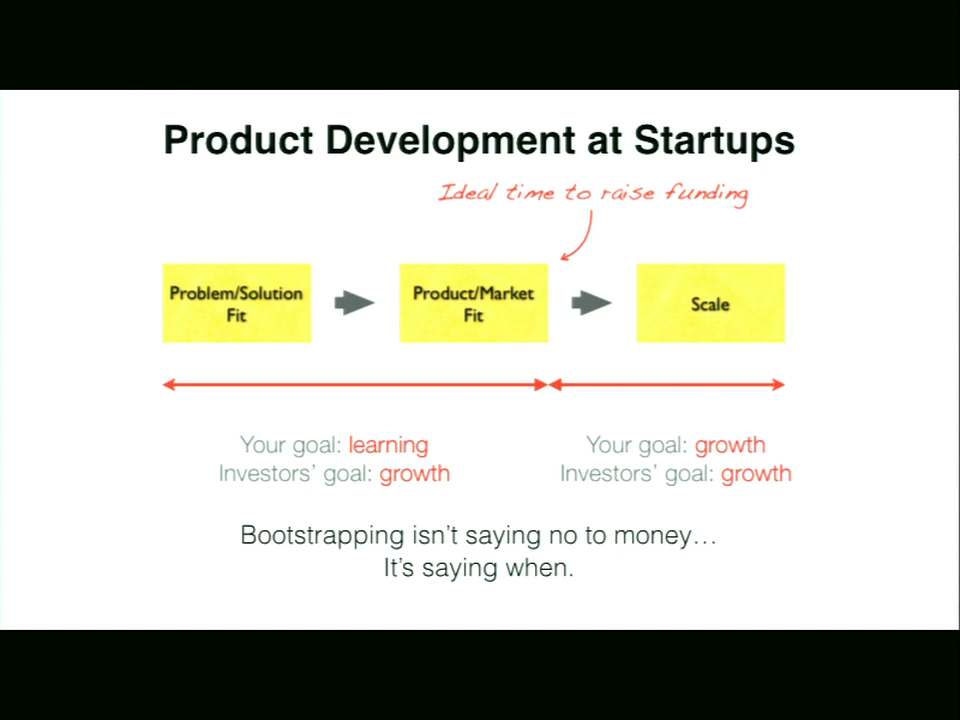 Product Development at Startups
Ideal time to raise funding
Problem/Solution
Fit
Product/Market
Fit
Scale
Your goal: learning
Investors’ goal: growth
Your goal: growth
Investors’ goal: growth
Bootstrapping isn’t saying no to money…
It’s saying when.